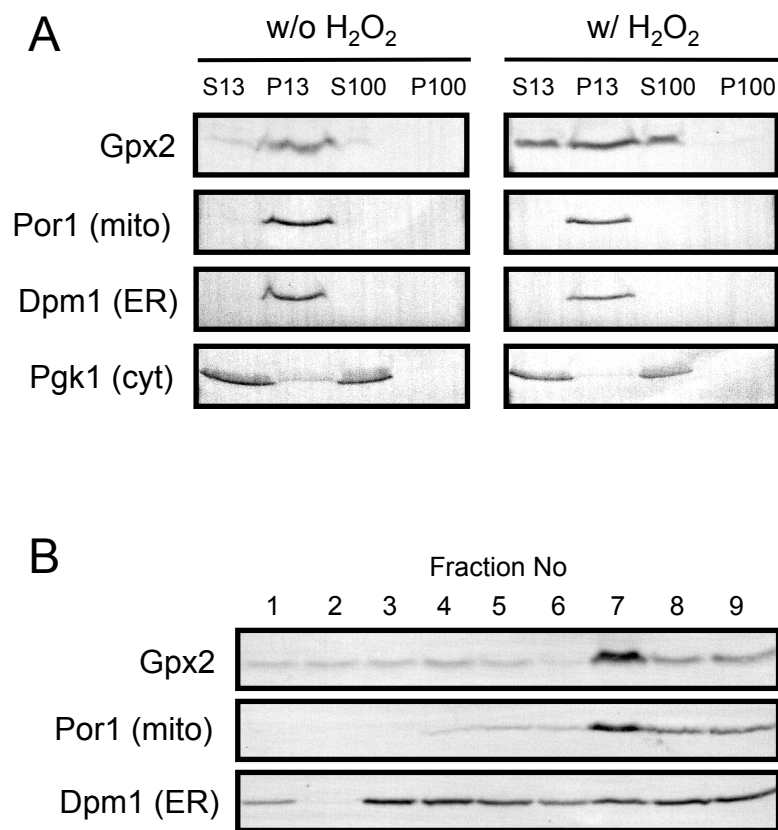 A
w/o H₂O₂ w/ H₂O₂
S13 P13 S100 P100 S13 P13 S100 P100
Gpx2
Por1 (mito)
Dpm1 (ER)
Pgk1 (cyt)
B
Fraction No
1 2 3 4 5 6 7 8 9
Gpx2
Por1 (mito)
Dpm1 (ER)